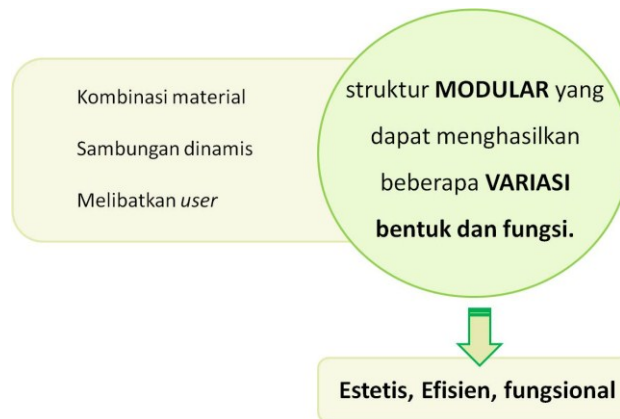 Kombinasi material
Sambungan dinamis
Melibatkan user
struktur MODULAR yang
dapat menghasilkan
beberapa VARIASI
bentuk dan fungsi.
Estetis, Efisien, fungsional